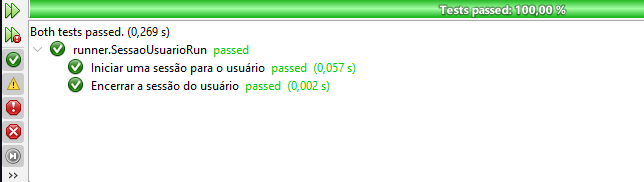 Tests passed: 100,00 %
Both tests passed. (0,269 s)
runner.SessaoUsuarioRun passed
Iniciar uma sessão para o usuário passed (0,057 s)
Encerrar a sessão do usuário passed (0,002 s)